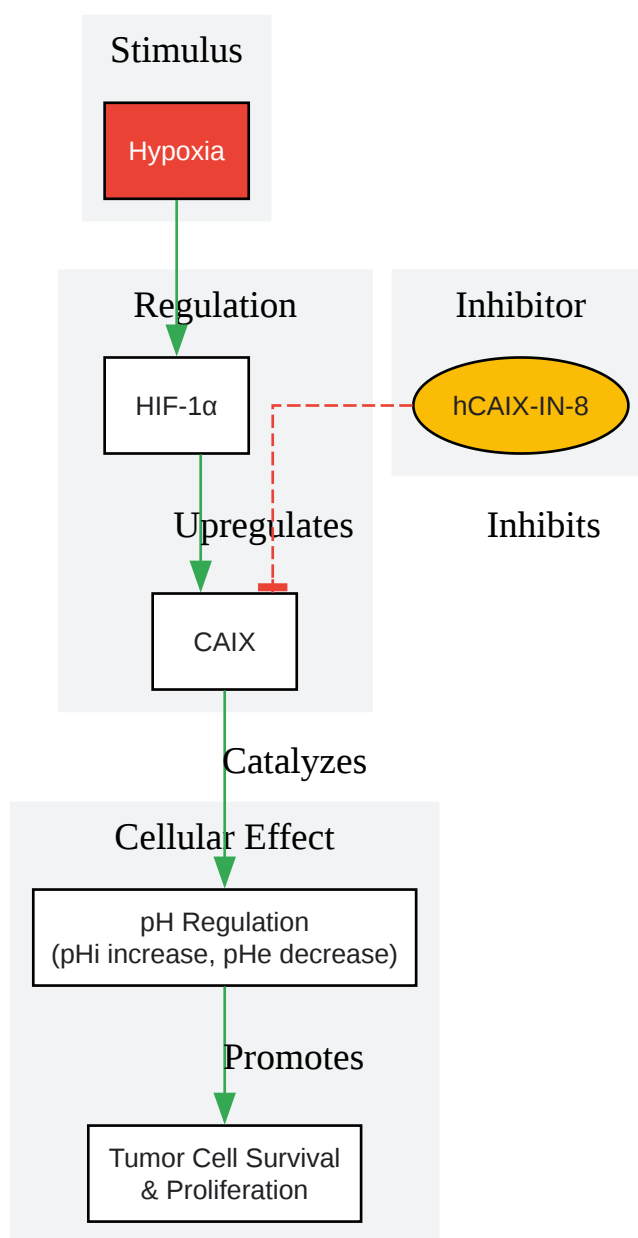 Stimulus
Hypoxia
Regulation
Inhibitor
HIF-1α
hCAIX-IN-8
Upregulates
Inhibits
CAIX
Catalyzes
Cellular Effect
pH Regulation
(pHi increase, pHe decrease)
Promotes
Tumor Cell Survival
& Proliferation